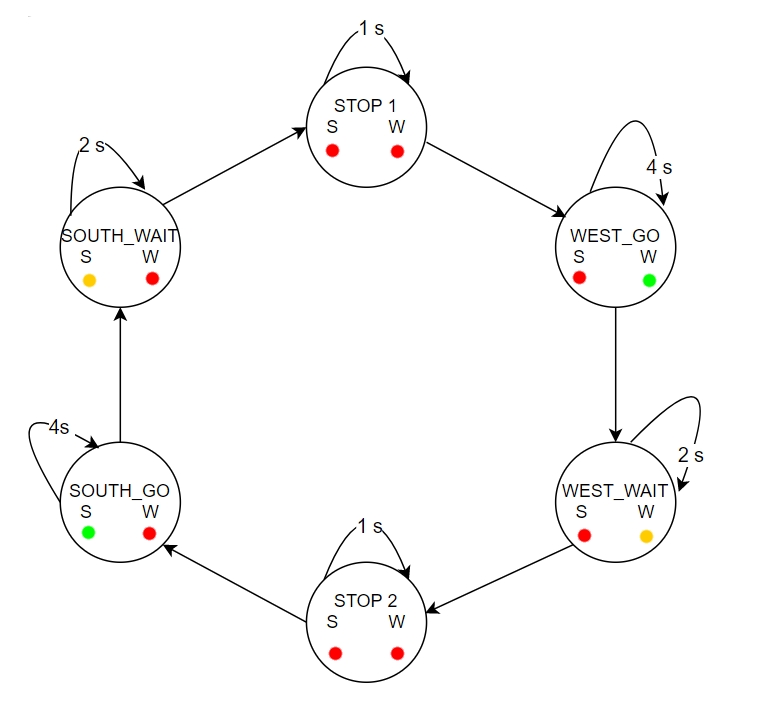 1 s
STOP 1
S W
2 s
SOUTH_WAIT
S W
4 s
WEST_GO
S W
4s
SOUTH_GO
S W
2 s
WEST_WAIT
S W
1 s
STOP 2
S W